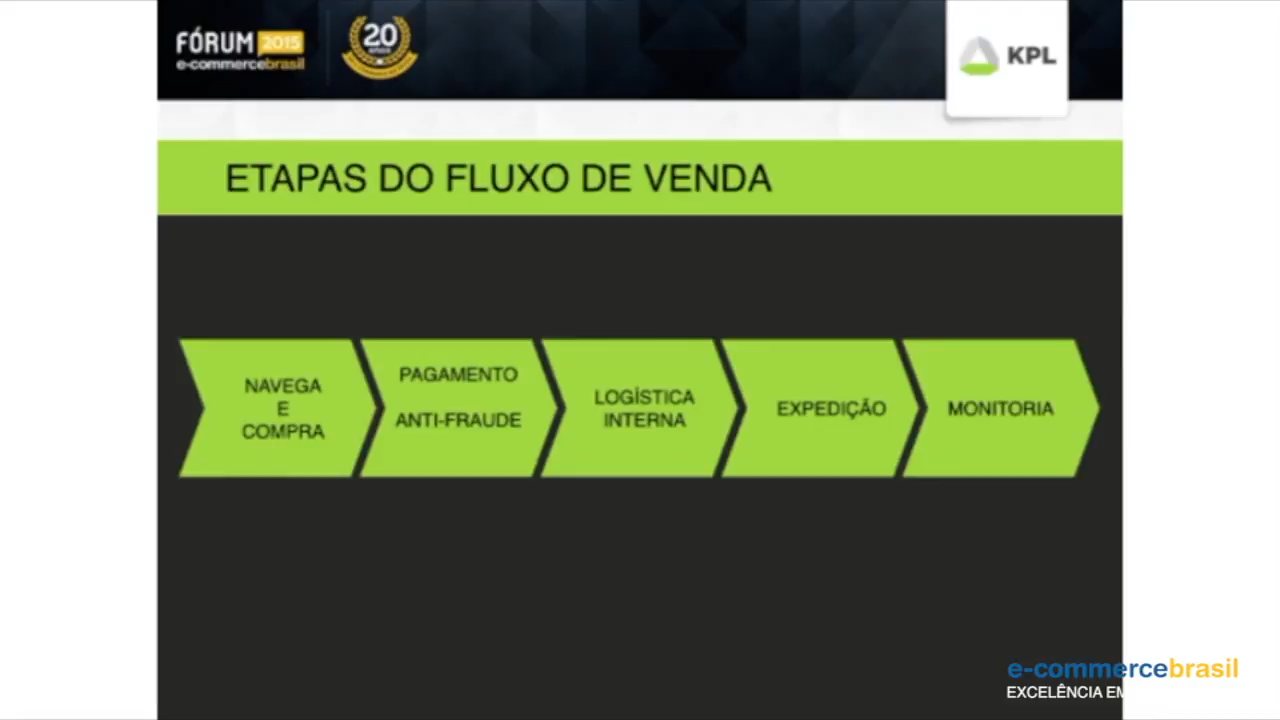 FÓRUM 2015
e-commercebrasil
20
anos
KPL
ETAPAS DO FLUXO DE VENDA
NAVEGA
E
COMPRA
PAGAMENTO
ANTI-FRAUDE
LOGÍSTICA
INTERNA
EXPEDIÇÃO
MONITORIA
e-commercebrasil
EXCELÊNCIA EM